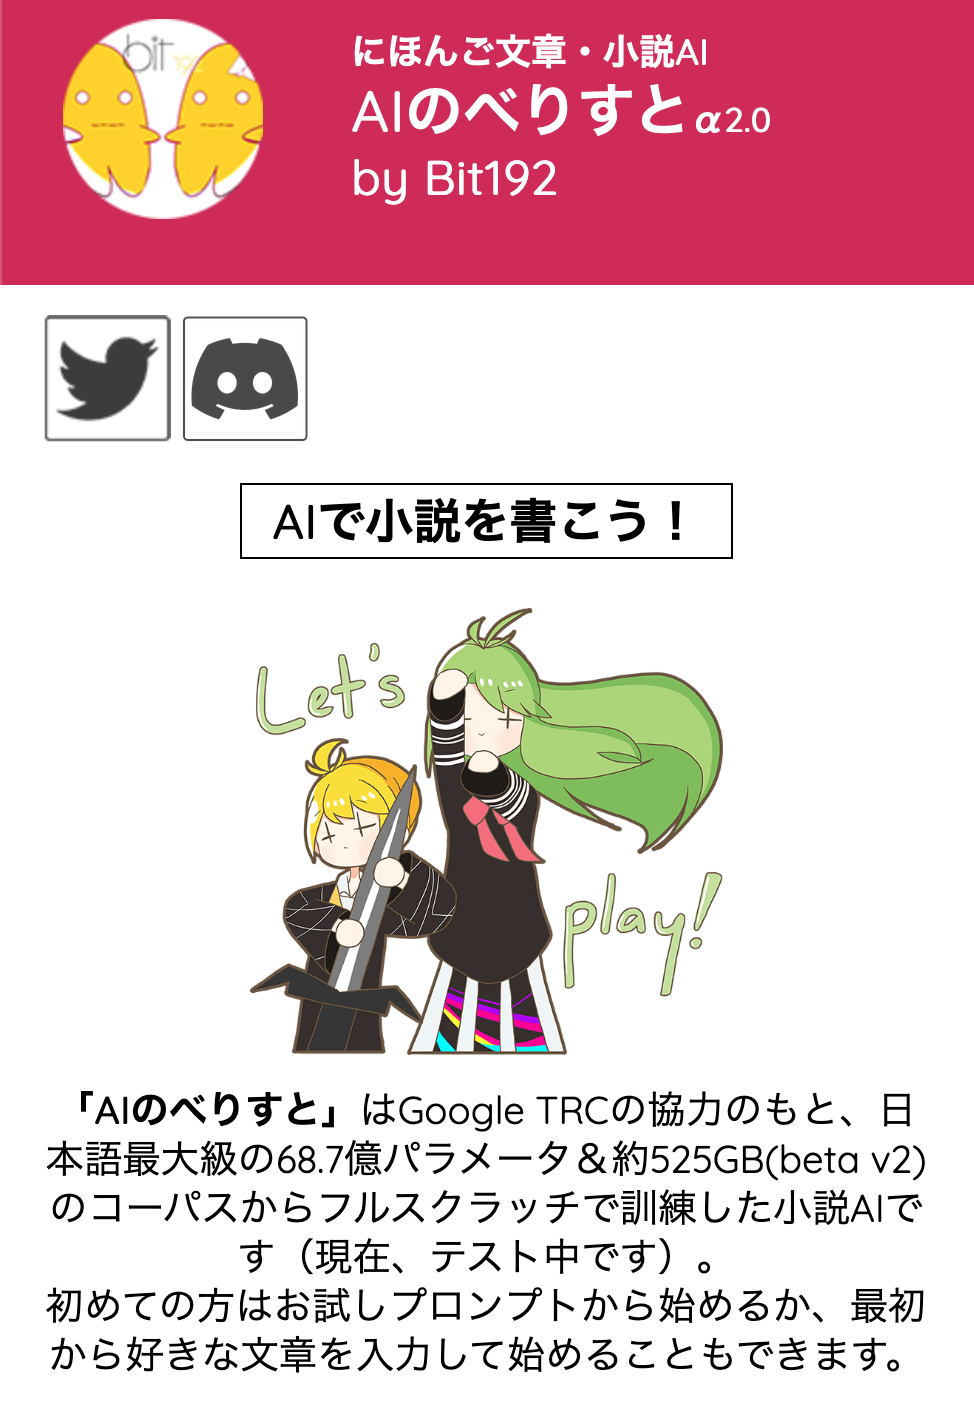 bit
192
にほんご文章・小説AI
AIのべりすとα2.0
by Bit192
AIで小説を書こう！
Let's
play!
「AIのべりすと」はGoogle TRCの協力のもと、日
本語最大級の68.7億パラメータ＆約525GB(beta v2)
のコーパスからフルスクラッチで訓練した小説AIで
す（現在、テスト中です）。
初めての方はお試しプロンプトから始めるか、最初
から好きな文章を入力して始めることもできます。